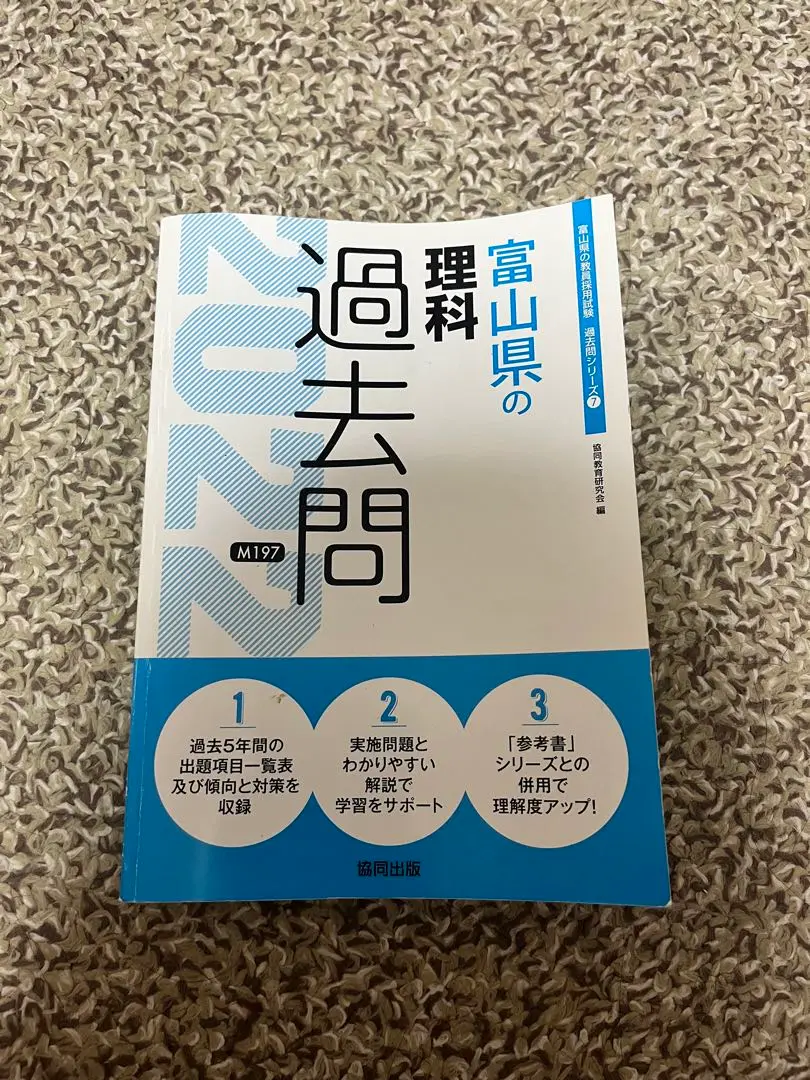 富山県の教員採用試験 過去問シリーズ⑦
協同教育研究会 編
富山県の
理科
過去問
2022
M197
1
過去5年間の
出題項目一覧表
及び傾向と対策を
収録
2
実施問題と
わかりやすい
解説で
学習をサポート
3
「参考書」
シリーズとの
併用で
理解度アップ!
協同出版